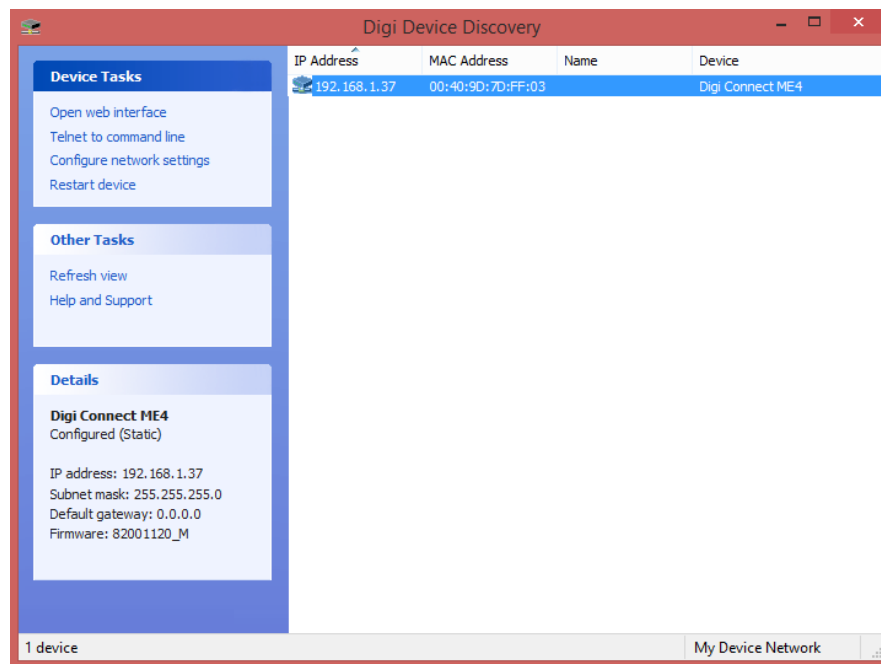 Digi Device Discovery
Device Tasks
Open web interface
Telnet to command line
Configure network settings
Restart device
Other Tasks
Refresh view
Help and Support
Details
Digi Connect ME4
Configured (Static)
IP address: 192.168.1.37
Subnet mask: 255.255.255.0
Default gateway: 0.0.0.0
Firmware: 82001120_M
IP Address MAC Address Name Device
192.168.1.37 00:40:9D:7D:FF:03 Digi Connect ME4
1 device My Device Network